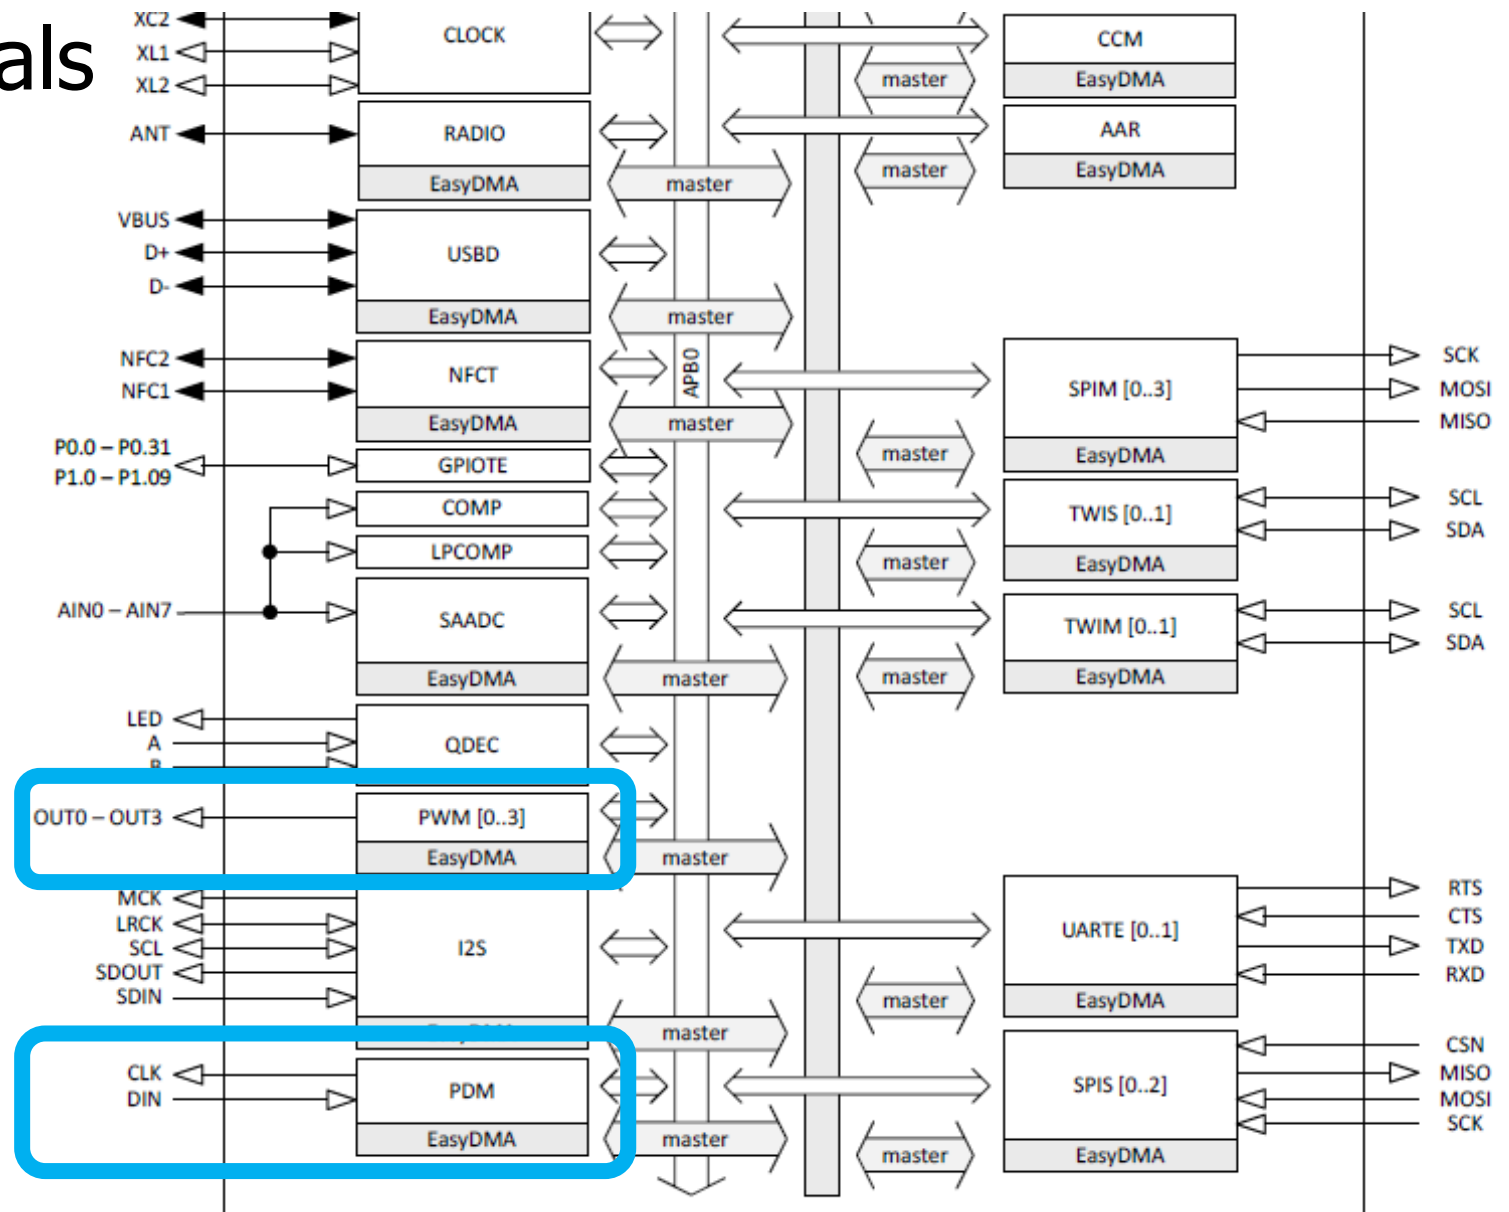 als
XC2
XL1
XL2
CLOCK
ANT
RADIO
EasyDMA
master
VBUS
D+
D-
USBD
EasyDMA
master
NFC2
NFC1
NFCT
EasyDMA
master
APB0
P0.0 – P0.31
P1.0 – P1.09
GPIOTE
COMP
LPCOMP
AIN0 – AIN7
SAADC
EasyDMA
master
LED
A
B
QDEC
OUT0 – OUT3
PWM [0..3]
EasyDMA
master
MCK
LRCK
SCL
SDOUT
SDIN
I2S
EasyDMA
master
CLK
DIN
PDM
EasyDMA
master
CCM
EasyDMA
master
AAR
EasyDMA
master
SPIM [0..3]
EasyDMA
master
SCK
MOSI
MISO
TWIS [0..1]
EasyDMA
master
SCL
SDA
TWIM [0..1]
EasyDMA
master
SCL
SDA
UARTE [0..1]
EasyDMA
master
RTS
CTS
TXD
RXD
SPIS [0..2]
EasyDMA
master
CSN
MISO
MOSI
SCK